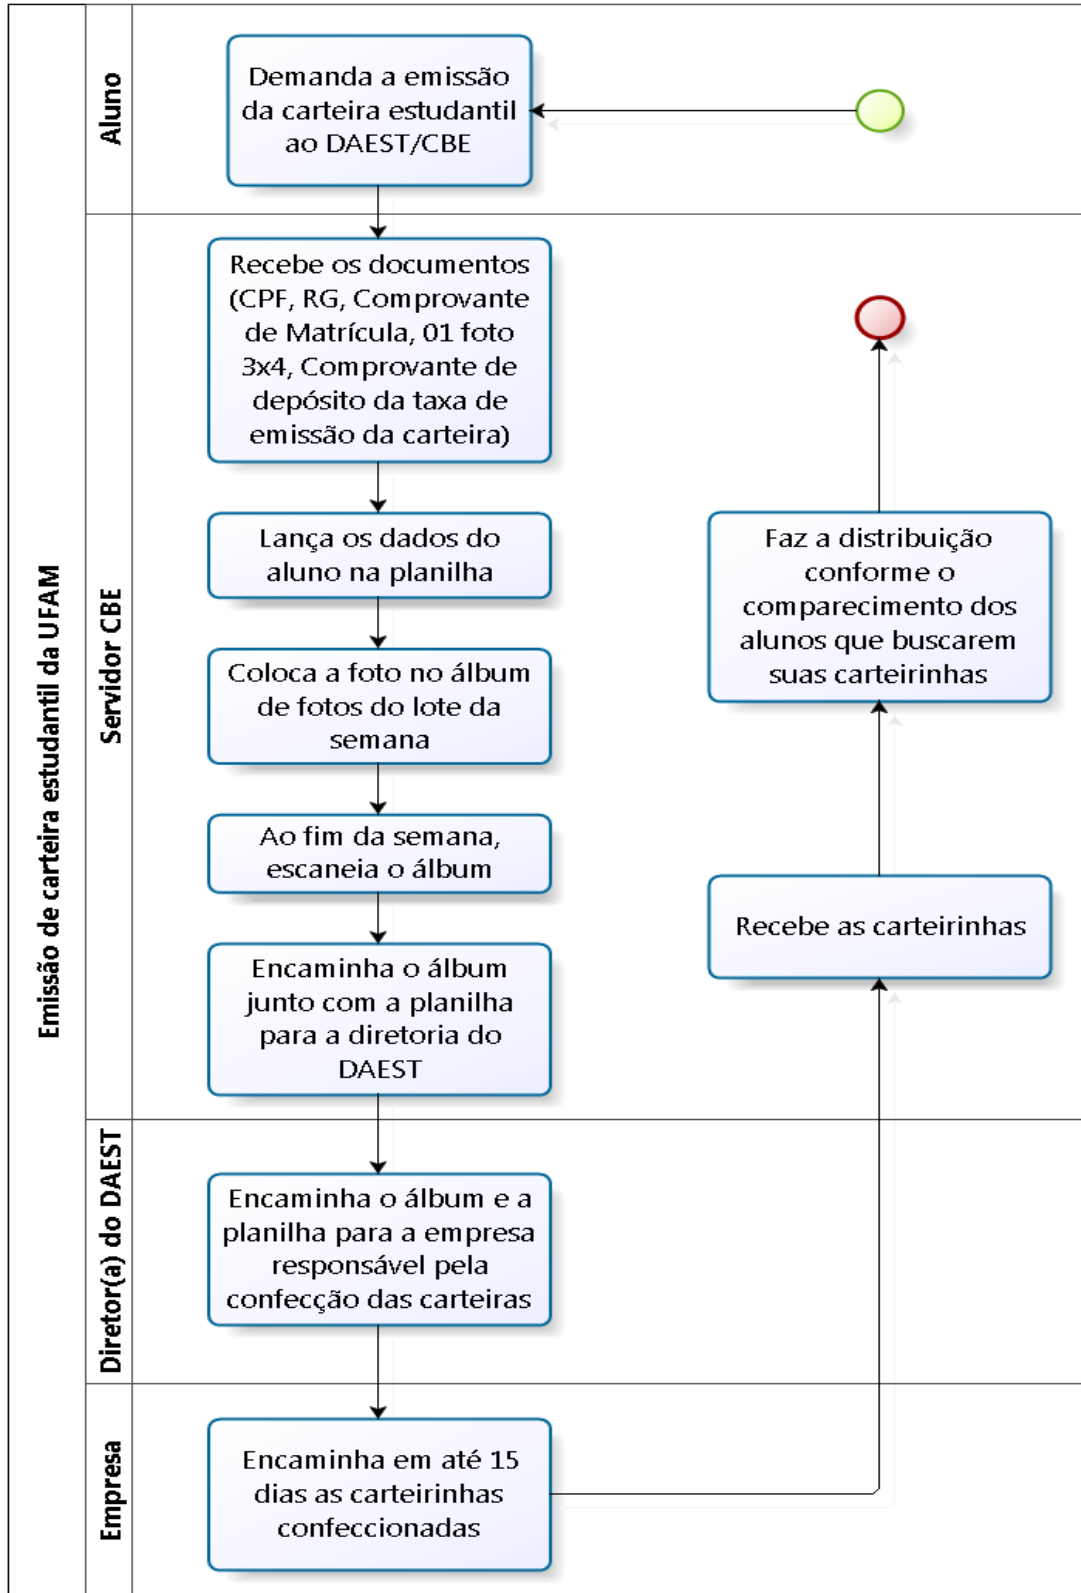 Emissão de carteira estudantil da UFAM
Aluno
Demanda a emissão
da carteira estudantil
ao DAEST/CBE
Servidor CBE
Recebe os documentos
(CPF, RG, Comprovante
de Matrícula, 01 foto
3x4, Comprovante de
depósito da taxa de
emissão da carteira)
Lança os dados do
aluno na planilha
Coloca a foto no álbum
de fotos do lote da
semana
Ao fim da semana,
escaneia o álbum
Encaminha o álbum
junto com a planilha
para a diretoria do
DAEST
Diretor(a) do DAEST
Encaminha o álbum e a
planilha para a empresa
responsável pela
confecção das carteiras
Empresa
Encaminha em até 15
dias as carteirinhas
confeccionadas
Recebe as carteirinhas
Faz a distribuição
conforme o
comparecimento dos
alunos que buscarem
suas carteirinhas